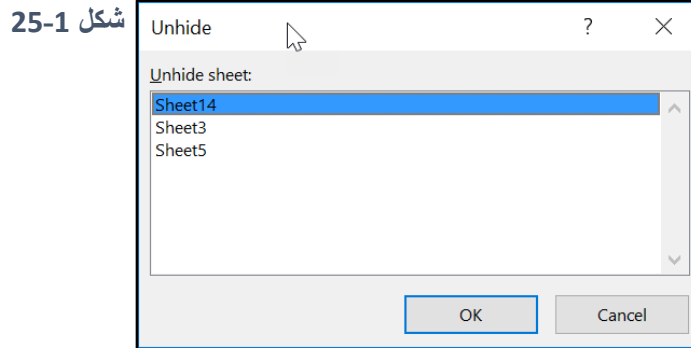 شكل 1-25
Unhide ?
Unhide sheet:
Sheet14
Sheet3
Sheet5
OK Cancel